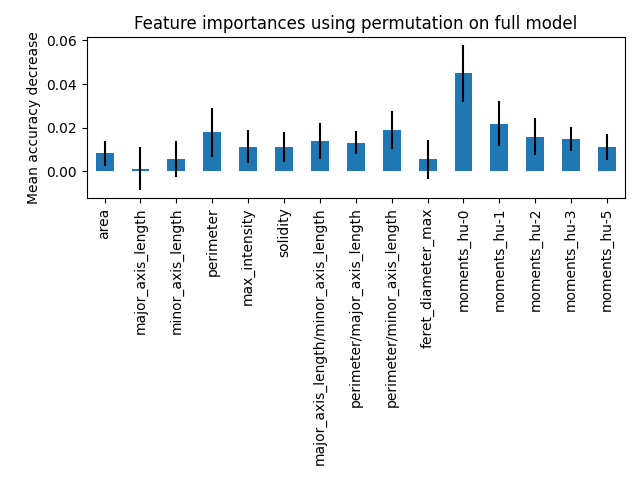 Feature importances using permutation on full model
Mean accuracy decrease
0.06
0.04
0.02
0.00
area
major_axis_length
minor_axis_length
perimeter
max_intensity
solidity
major_axis_length/minor_axis_length
perimeter/major_axis_length
perimeter/minor_axis_length
feret_diameter_max
moments_hu-0
moments_hu-1
moments_hu-2
moments_hu-3
moments_hu-5